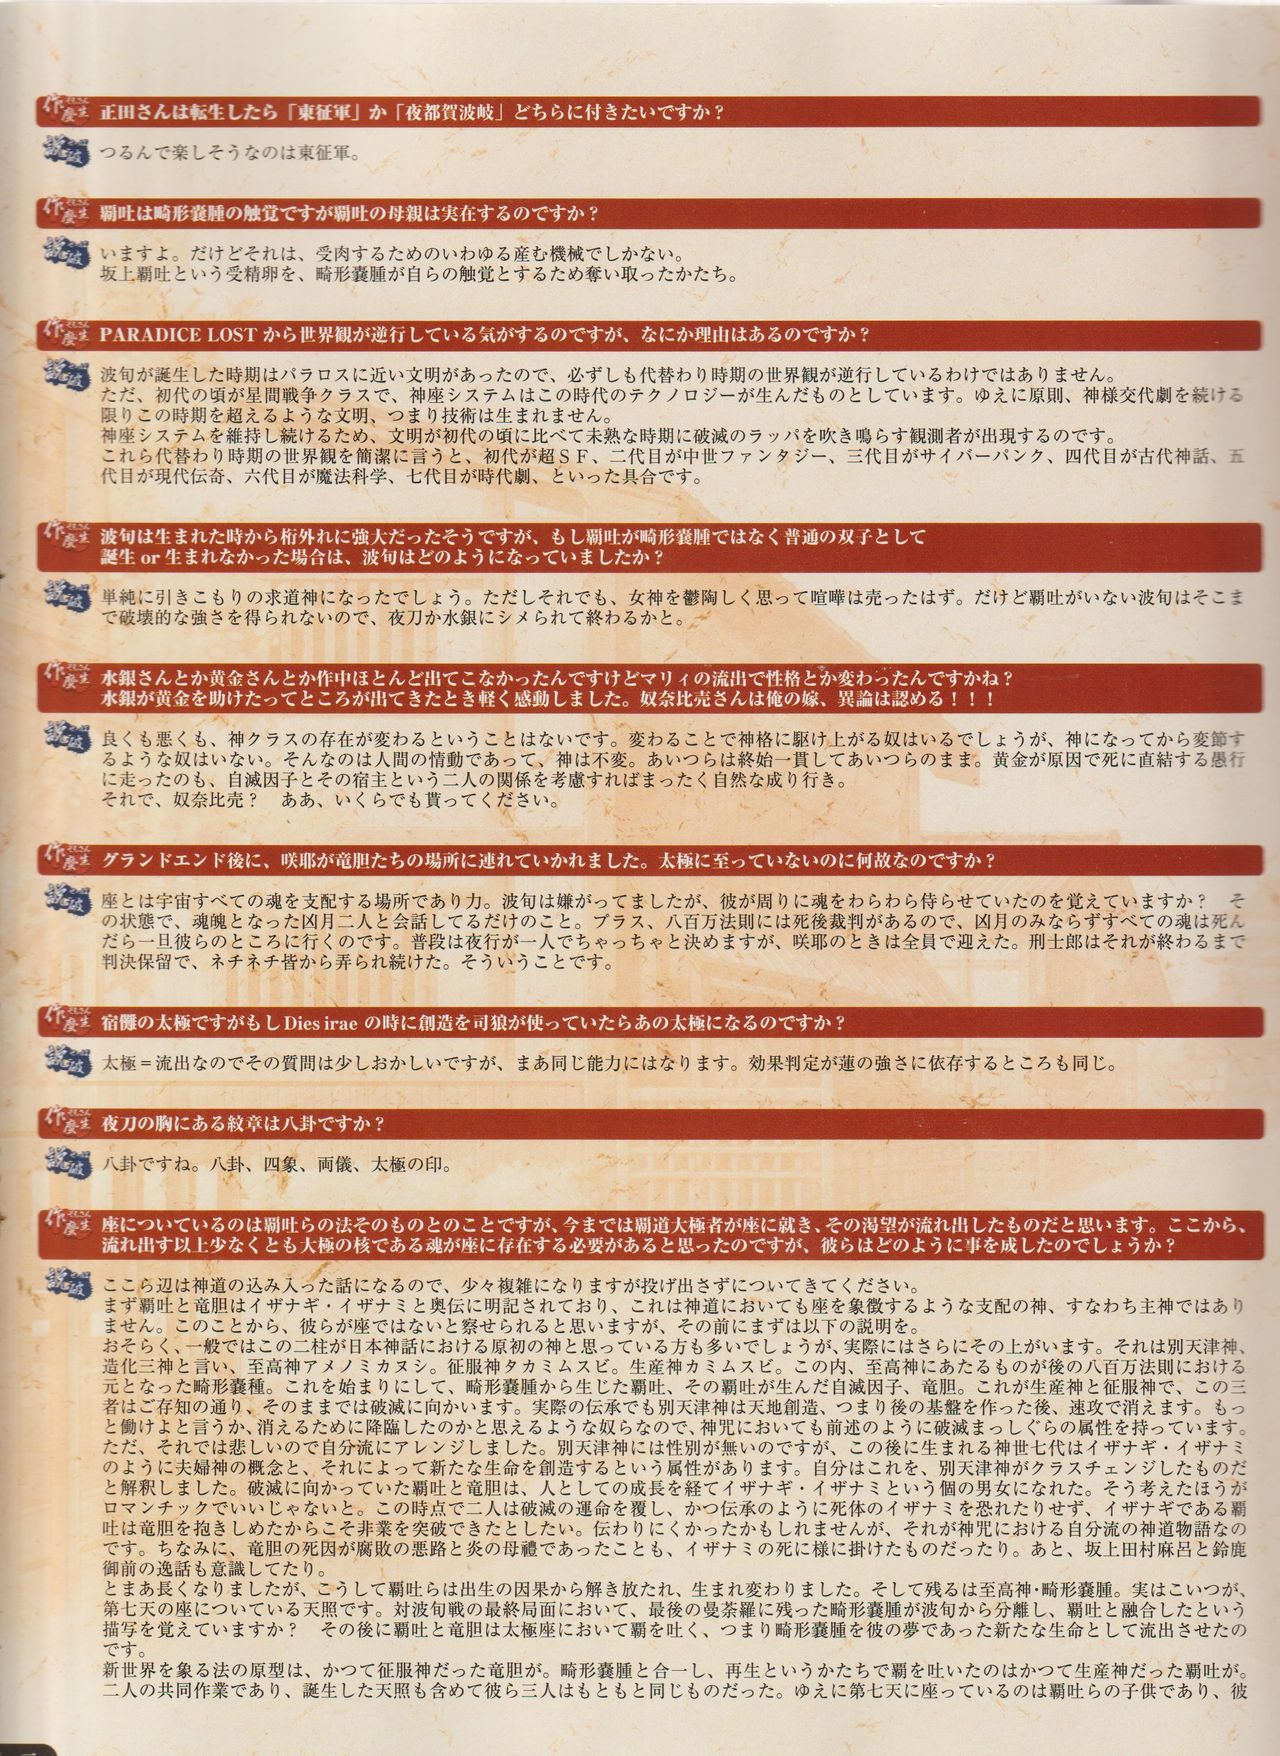 正田さんは転生したら「東征軍」か「夜都賀波岐」どちらに付きたいですか？
つるんで楽しそうなのは東征軍。
覇吐は畸形嚢腫の触覚ですが覇吐の母親は実在するのですか？
いますよ。だけどそれは、受肉するためのいわゆる産む機械でしかない。
坂上覇吐という受精卵を、畸形嚢腫が自らの触覚とするため奪い取ったかたち。
PARADICE LOST から世界観が逆行している気がするのですが、なにか理由はあるのですか？
波旬が誕生した時期はパラロスに近い文明があったので、必ずしも代替わり時期の世界観が逆行しているわけではありません。
ただ、初代の頃が星間戦争クラスで、神座システムはこの時代のテクノロジーが生んだものとしています。ゆえに原則、神様交代劇を続ける
限りこの時期を超えるような文明、つまり技術は生まれません。
神座システムを維持し続けるため、文明が初代の頃に比べて未熟な時期に破滅のラッパを吹き鳴らす観測者が出現するのです。
これら代替わり時期の世界観を簡潔に言うと、初代が超ＳＦ、二代目が中世ファンタジー、三代目がサイバーパンク、四代目が古代神話、五
代目が現代伝奇、六代目が魔法科学、七代目が時代劇、といった具合です。
波旬は生まれた時から桁外れに強大だったそうですが、もし覇吐が畸形嚢腫ではなく普通の双子として
誕生 or 生まれなかった場合は、波旬はどのようになっていましたか？
単純に引きこもりの求道神になったでしょう。ただしそれでも、女神を鬱陶しく思って喧嘩は売ったはず。だけど覇吐がいない波旬はそこま
で破壊的な強さを得られないので、夜刀か水銀にシメられて終わるかと。
水銀さんとか黄金さんとか作中ほとんど出てこなかったんですけどマリィの流出で性格とか変わったんですかね？
水銀が黄金を助けたってところが出てきたとき軽く感動しました。奴奈比売さんは俺の嫁、異論は認める！！！
良くも悪くも、神クラスの存在が変わるということはないです。変わることで神格に駆け上がる奴はいるでしょうが、神になってから変節す
るような奴はいない。そんなのは人間の情動であって、神は不変。あいつらは終始一貫してあいつらのまま。黄金が原因で死に直結する愚行
に走ったのも、自滅因子とその宿主という二人の関係を考慮すればまったく自然な成り行き。
それで、奴奈比売？　ああ、いくらでも貰ってください。
グランドエンド後に、咲耶が竜胆たちの場所に連れていかれました。太極に至っていないのに何故なのですか？
座とは宇宙すべての魂を支配する場所であり力。波旬は嫌がってましたが、彼が周りに魂をわらわら侍らせていたのを覚えていますか？　そ
の状態で、魂魄となった凶月二人と会話してるだけのこと。プラス、八百万法則には死後裁判があるので、凶月のみならずすべての魂は死ん
だら一旦彼らのところに行くのです。普段は夜行が一人でちゃっちゃと決めますが、咲耶のときは全員で迎えた。刑士郎はそれが終わるまで
判決保留で、ネチネチ皆から弄られ続けた。そういうことです。
宿儺の太極ですがもしDies irae の時に創造を司狼が使っていたらあの太極になるのですか？
太極＝流出なのでその質問は少しおかしいですが、まあ同じ能力にはなります。効果判定が蓮の強さに依存するところも同じ。
夜刀の胸にある紋章は八卦ですか？
八卦ですね。八卦、四象、両儀、太極の印。
座についているのは覇吐らの法そのものとのことですが、今までは覇道太極者が座に就き、その渇望が流れ出したものだと思います。ここから、
流れ出す以上少なくとも太極の核である魂が座に存在する必要があると思ったのですが、彼らはどのように事を成したのでしょうか？
ここら辺は神道の込み入った話になるので、少々複雑になりますが投げ出さずについてきてください。
まず覇吐と竜胆はイザナギ・イザナミと奥伝に明記されており、これは神道においても座を象徴するような支配の神、すなわち主神ではあり
ません。このことから、彼らが座ではないと察せられると思いますが、その前にまずは以下の説明を。
おそらく、一般ではこの二柱が日本神話における原初の神と思っている方も多いでしょうが、実際にはさらにその上がいます。それは別天津神、
造化三神と言い、至高神アメノミカヌシ。征服神タカミムスビ。生産神カミムスビ。この内、至高神にあたるものが後の八百万法則における
元となった畸形嚢種。これを始まりにして、畸形嚢腫から生じた覇吐、その覇吐が生んだ自滅因子、竜胆。これが生産神と征服神で、この三
者はご存知の通り、そのままでは破滅に向かいます。実際の伝承でも別天津神は天地創造、つまり後の基盤を作った後、速攻で消えます。もっ
と働けよと言うか、消えるために降臨したのかと思えるような奴らなので、神咒においても前述のように破滅まっしぐらの属性を持っています。
ただ、それでは悲しいので自分流にアレンジしました。別天津神には性別が無いのですが、この後に生まれる神世七代はイザナギ・イザナミ
のように夫婦神の概念と、それによって新たな生命を創造するという属性があります。自分はこれを、別天津神がクラスチェンジしたものだ
と解釈しました。破滅に向かっていた覇吐と竜胆は、人としての成長を経てイザナギ・イザナミという個の男女になれた。そう考えたほうが
ロマンチックでいいじゃないと。この時点で二人は破滅の運命を覆し、かつ伝承のように死体のイザナミを恐れたりせず、イザナギである覇
吐は竜胆を抱きしめたからこそ非業を突破できたとしたい。伝わりにくかったかもしれませんが、それが神咒における自分流の神道物語なの
です。ちなみに、竜胆の死因が腐敗の悪路と炎の母禮であったことも、イザナミの死に様に掛けたものだったり。あと、坂上田村麻呂と鈴鹿
御前の逸話も意識してたり。
とまあ長くなりましたが、こうして覇吐らは出生の因果から解き放たれ、生まれ変わりました。そして残るは至高神・畸形嚢腫。実はこいつが、
第七天の座についている天照です。対波旬戦の最終局面において、最後の曼荼羅に残った畸形嚢腫が波旬から分離し、覇吐と融合したという
描写を覚えていますか？　その後に覇吐と竜胆は太極座において覇を吐く、つまり畸形嚢腫を彼の夢であった新たな生命として流出させたの
です。
新世界を象る法の原型は、かつて征服神だった竜胆が。畸形嚢腫と合一し、再生というかたちで覇を吐いたのはかつて生産神だった覇吐が。
二人の共同作業であり、誕生した天照も含めて彼ら三人はもともと同じものだった。ゆえに第七天に座っているのは覇吐らの子供であり、彼